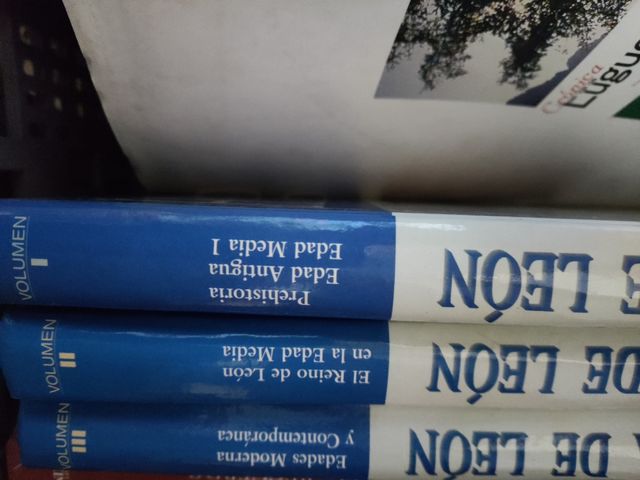 Crónica
VOLUMEN
I
Prehistoria
Edad Antigua
Edad Media I
E LEÓN
VOLUMEN
II
El Reino de León
en la Edad Media
DE LEÓN
VOLUMEN
III
Edades Moderna
y Contemporánea
DE LEÓN